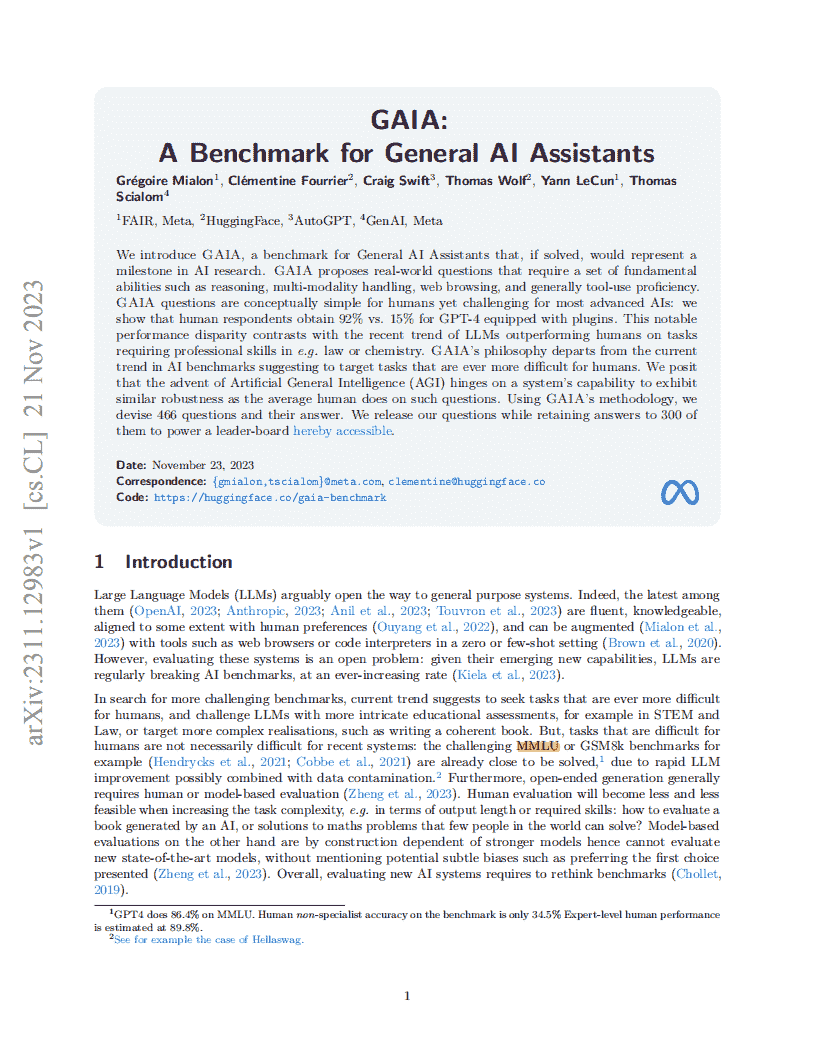 arXiv:2311.12983v1 [cs.CL] 21 Nov 2023
GAIA:
A Benchmark for General AI Assistants
Grégoire Mialon1, Clémentine Fourrier2, Craig Swift3, Thomas Wolf2, Yann LeCun1, Thomas
Scialom4
1FAIR, Meta, 2HuggingFace, 3AutoGPT, 4GenAI, Meta
We introduce GAIA, a benchmark for General AI Assistants that, if solved, would represent a
milestone in AI research. GAIA proposes real-world questions that require a set of fundamental
abilities such as reasoning, multi-modality handling, web browsing, and generally tool-use proficiency.
GAIA questions are conceptually simple for humans yet challenging for most advanced AIs: we
show that human respondents obtain 92% vs. 15% for GPT-4 equipped with plugins. This notable
performance disparity contrasts with the recent trend of LLMs outperforming humans on tasks
requiring professional skills in e.g. law or chemistry. GAIA's philosophy departs from the current
trend in AI benchmarks suggesting to target tasks that are ever more difficult for humans. We posit
that the advent of Artificial General Intelligence (AGI) hinges on a system's capability to exhibit
similar robustness as the average human does on such questions. Using GAIA's methodology, we
devise 466 questions and their answer. We release our questions while retaining answers to 300 of
them to power a leader-board hereby accessible.
Date: November 23, 2023
Correspondence: {gmialon,tscialom}@meta.com, clementine@huggingface.co
Code: https://huggingface.co/gaia-benchmark
1 Introduction
Large Language Models (LLMs) arguably open the way to general purpose systems. Indeed, the latest among
them (OpenAI, 2023; Anthropic, 2023; Anil et al., 2023; Touvron et al., 2023) are fluent, knowledgeable,
aligned to some extent with human preferences (Ouyang et al., 2022), and can be augmented (Mialon et al.,
2023) with tools such as web browsers or code interpreters in a zero or few-shot setting (Brown et al., 2020).
However, evaluating these systems is an open problem: given their emerging new capabilities, LLMs are
regularly breaking AI benchmarks, at an ever-increasing rate (Kiela et al., 2023).
In search for more challenging benchmarks, current trend suggests to seek tasks that are ever more difficult
for humans, and challenge LLMs with more intricate educational assessments, for example in STEM and
Law, or target more complex realisations, such as writing a coherent book. But, tasks that are difficult for
humans are not necessarily difficult for recent systems: the challenging MMLU or GSM8k benchmarks for
example (Hendrycks et al., 2021; Cobbe et al., 2021) are already close to be solved,1 due to rapid LLM
improvement possibly combined with data contamination.2 Furthermore, open-ended generation generally
requires human or model-based evaluation (Zheng et al., 2023). Human evaluation will become less and less
feasible when increasing the task complexity, e.g. in terms of output length or required skills: how to evaluate a
book generated by an AI, or solutions to maths problems that few people in the world can solve? Model-based
evaluations on the other hand are by construction dependent of stronger models hence cannot evaluate
new state-of-the-art models, without mentioning potential subtle biases such as preferring the first choice
presented (Zheng et al., 2023). Overall, evaluating new AI systems requires to rethink benchmarks (Chollet,
2019).
1GPT4 does 86.4% on MMLU. Human non-specialist accuracy on the benchmark is only 34.5% Expert-level human performance
is estimated at 89.8%.
2See for example the case of Hellaswag.
1